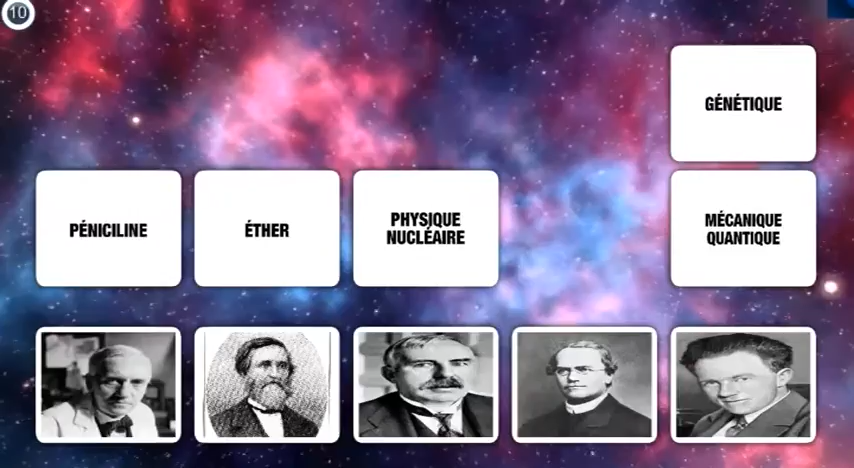 10
GÉNÉTIQUE
PÉNICILINE
ÉTHER
PHYSIQUE
NUCLÉAIRE
MÉCANIQUE
QUANTIQUE